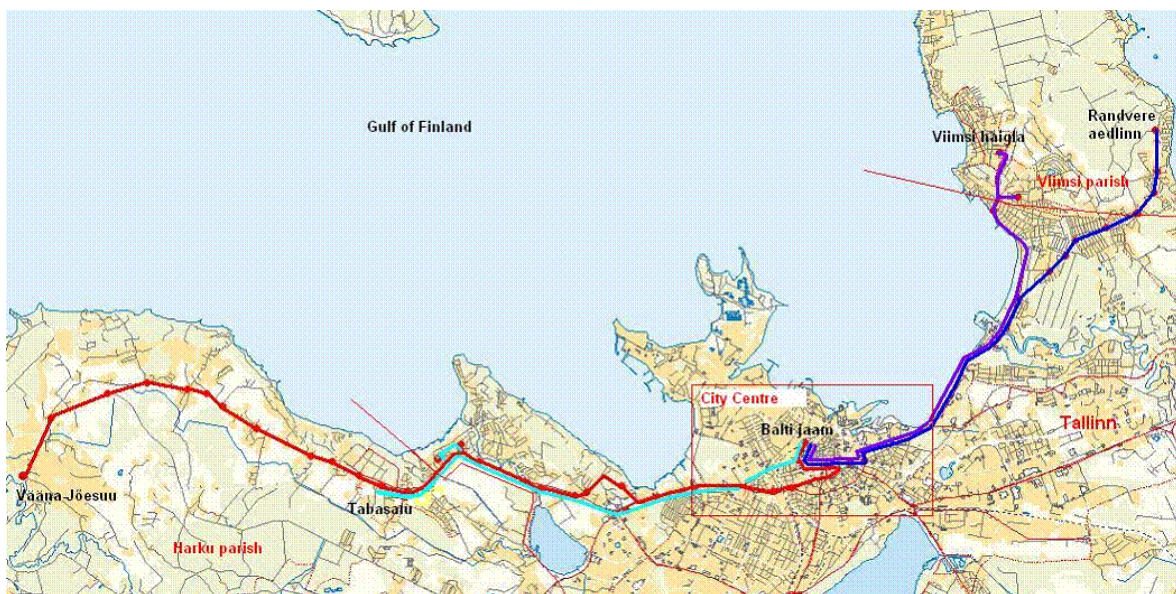 Gulf of Finland
Viimsi haigla
Randvere
aedlinn
Viimsi parish
City Centre
Balti jaam
Tallinn
Vääna-Jõesuu
Tabasalu
Harku parish